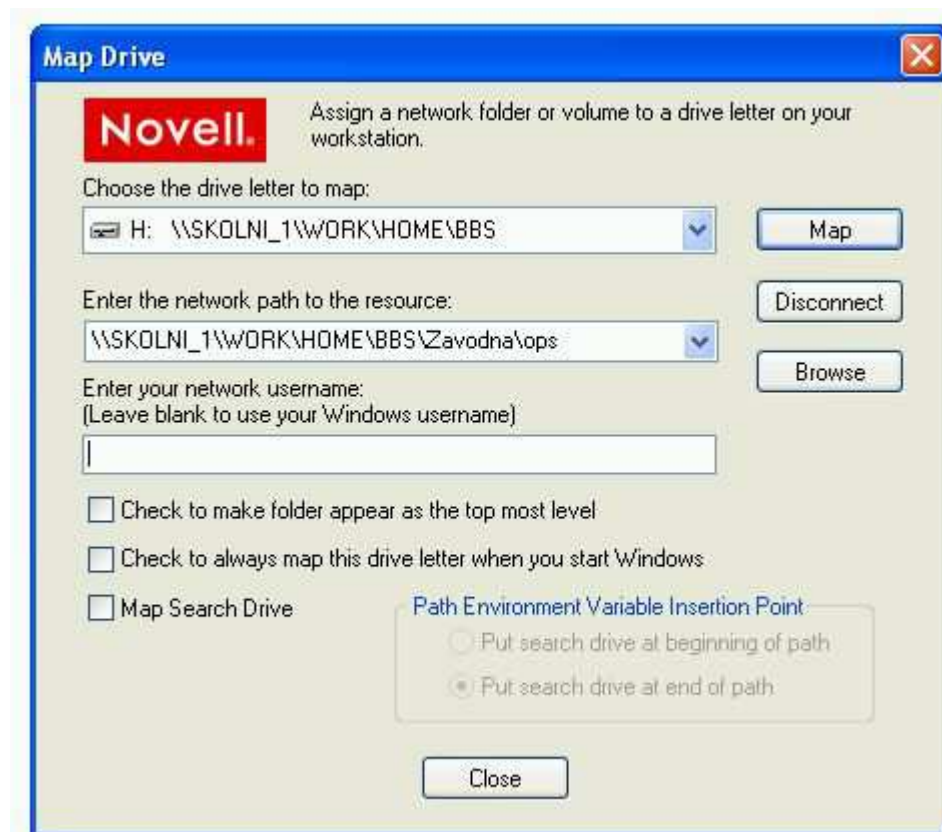 Map Drive
Novell.
Assign a network folder or volume to a drive letter on your
workstation.
Choose the drive letter to map:
H: \\SKOLNI_1\WORK\HOME\BBS
Map
Enter the network path to the resource:
Disconnect
\\SKOLNI_1\WORK\HOME\BBS\Zavodna\ops
Browse
Enter your network username:
(Leave blank to use your Windows username)
Check to make folder appear as the top most level
Check to always map this drive letter when you start Windows
Map Search Drive
Path Environment Variable Insertion Point
Put search drive at beginning of path
Put search drive at end of path
Close